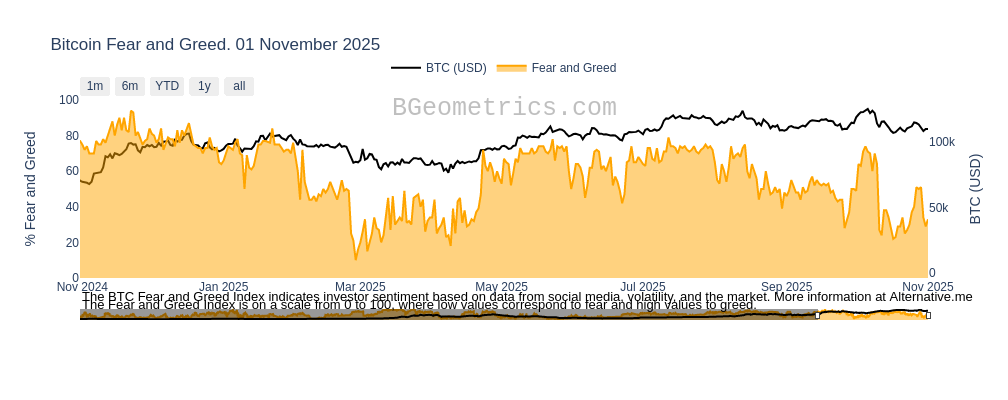 Bitcoin Fear and Greed. 01 November 2025
BTC (USD) Fear and Greed
1m 6m YTD 1y all
BGeometrics.com
100
80
60
40
20
0
% Fear and Greed
100k
50k
0
BTC (USD)
Nov 2024 Jan 2025 Mar 2025 May 2025 Jul 2025 Sep 2025 Nov 2025
The BTC Fear and Greed Index indicates investor sentiment based on data from social media, volatility, and the market. More information at Alternative.me
The Fear and Greed Index is on a scale from 0 to 100, where low values correspond to fear and high values to greed.